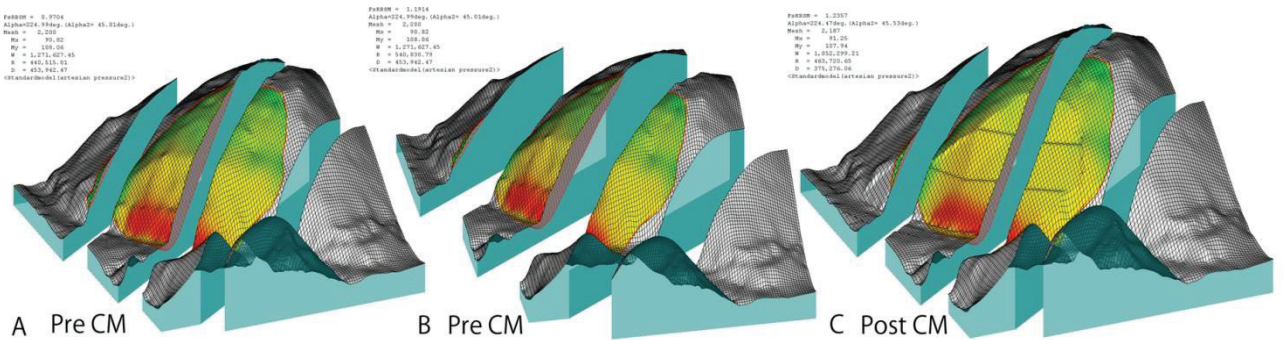 FsRBSM = 0.9704
Alpha=224.99deg.(Alpha2= 45.01deg.)
Mesh = 2,200
Mx = 90.82
My = 108.06
W = 1,271,627.45
R = 440,515.01
D = 453,942.47
<Standardmodel(artesian pressure2)>
A Pre CM
FsRBSM = 1.1914
Alpha=224.99deg.(Alpha2= 45.01deg.)
Mesh = 2,200
Mx = 90.82
My = 108.06
W = 1,271,627.45
R = 540,830.79
D = 453,942.47
<Standardmodel(artesian pressure2)>
B Pre CM
FsRBSM = 1.2357
Alpha=224.47deg.(Alpha2= 45.53deg.)
Mesh = 2,187
Mx = 91.25
My = 107.94
W = 1,052,299.21
R = 463,720.65
D = 375,276.06
<Standardmodel(artesian pressure2)>
C Post CM